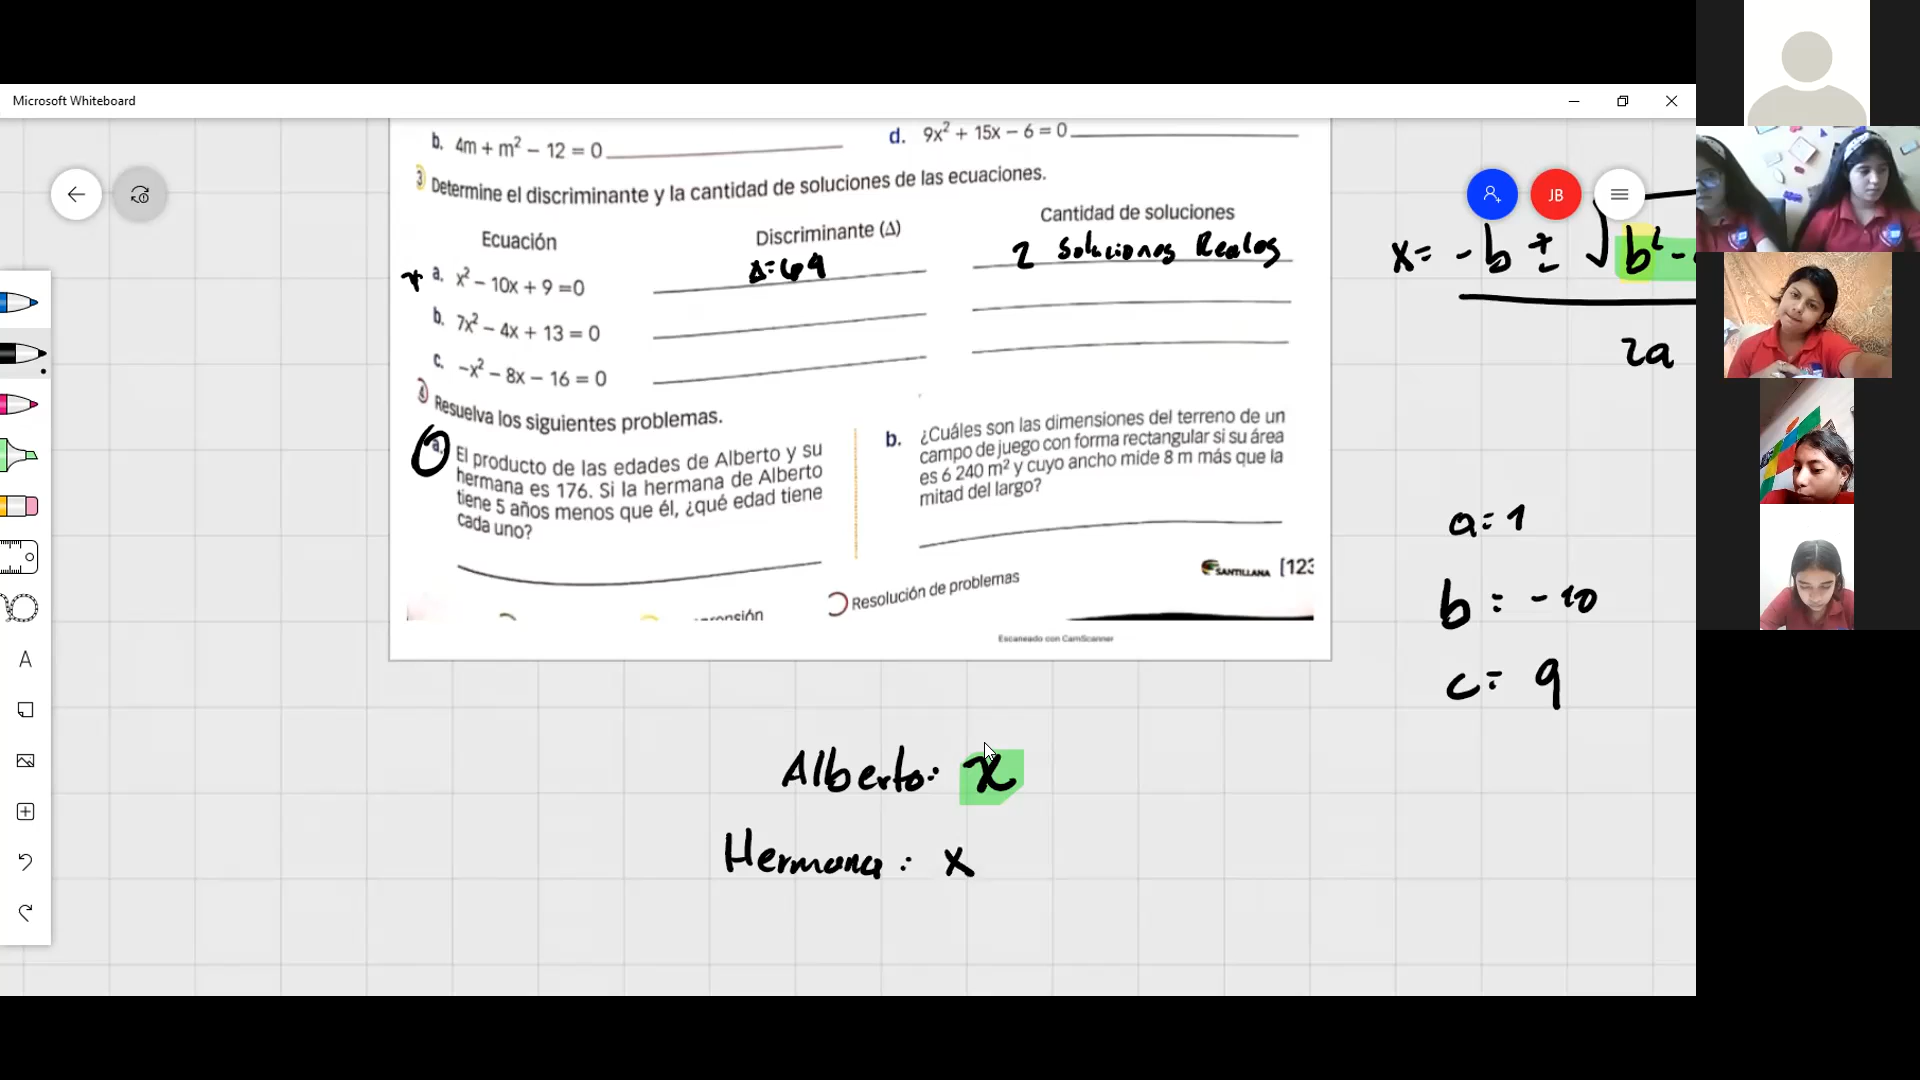 Microsoft Whiteboard
b. 4m + m² − 12 = 0
d. 9x² + 15x − 6 = 0
3 Determine el discriminante y la cantidad de soluciones de las ecuaciones.
Ecuación
Discriminante (Δ)
Cantidad de soluciones
a. x² − 10x + 9 =0
Δ=64
2 Soluciones Reales
b. 7x² − 4x + 13 = 0
c. −x² − 8x − 16 = 0
4 Resuelva los siguientes problemas.
a. El producto de las edades de Alberto y su
hermana es 176. Si la hermana de Alberto
tiene 5 años menos que él, ¿qué edad tiene
cada uno?
b. ¿Cuáles son las dimensiones del terreno de un
campo de juego con forma rectangular si su área
es 6 240 m² y cuyo ancho mide 8 m más que la
mitad del largo?
SANTILLANA [123
Resolución de problemas
Escaneado con CamScanner
JB
x= -b ± √b² -
2a
a=1
b = -10
c= 9
Alberto: x
Hermana: x
A